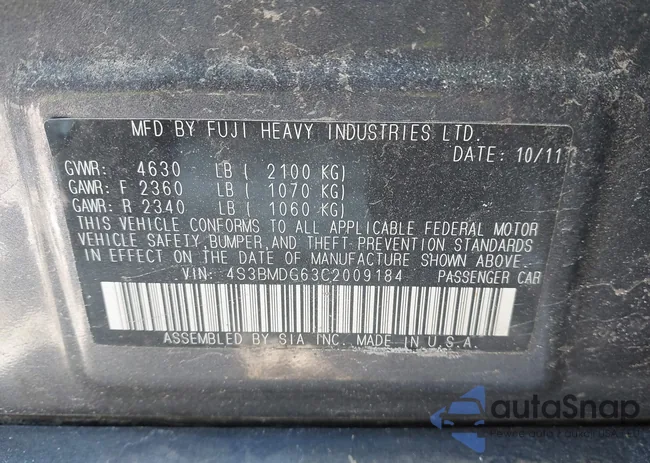 MFD BY FUJI HEAVY INDUSTRIES LTD.
DATE: 10/11
GVWR: 4630 LB ( 2100 KG)
GAWR: F 2360 LB ( 1070 KG)
GAWR: R 2340 LB ( 1060 KG)
THIS VEHICLE CONFORMS TO ALL APPLICABLE FEDERAL MOTOR
VEHICLE SAFETY, BUMPER, AND THEFT PREVENTION STANDARDS
IN EFFECT ON THE DATE OF MANUFACTURE SHOWN ABOVE.
VIN: 4S3BMDG63C2009184 PASSENGER CAR
ASSEMBLED BY SIA INC. MADE IN U.S.A.
autaSnap